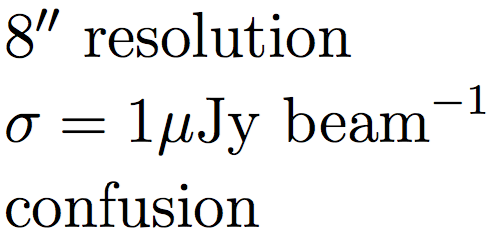 8″ resolution
σ = 1μJy beam⁻¹
confusion